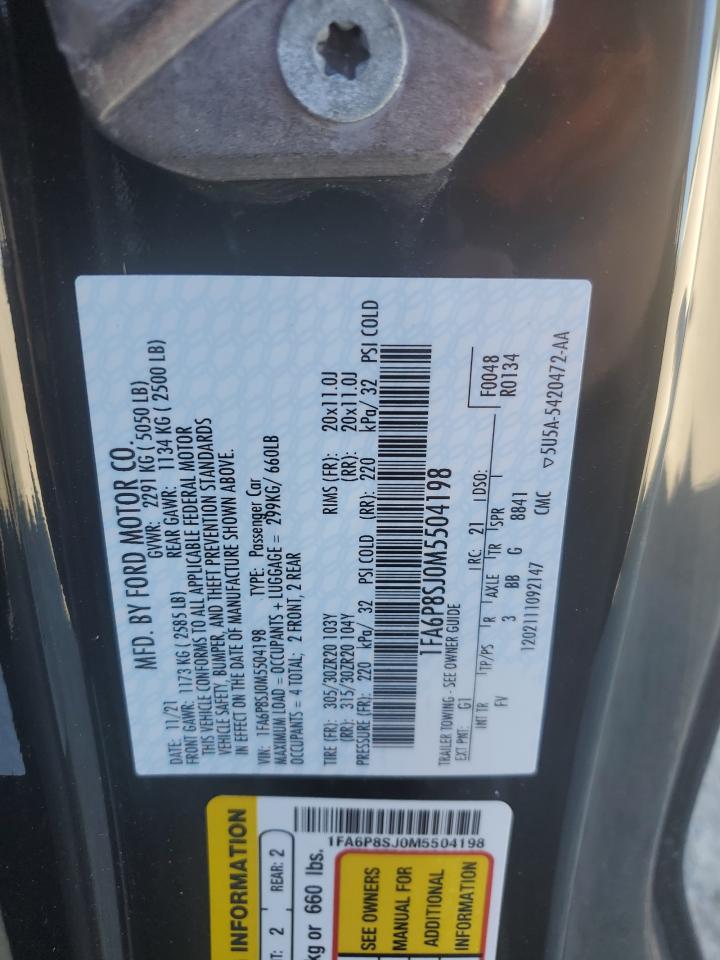 MFD. BY FORD MOTOR CO.
DATE: 11/21 GVWR: 2291 KG ( 5050 LB)
FRONT GAWR: 1173 KG ( 2585 LB) REAR GAWR: 1134 KG ( 2500 LB)
THIS VEHICLE CONFORMS TO ALL APPLICABLE FEDERAL MOTOR
VEHICLE SAFETY, BUMPER, AND THEFT PREVENTION STANDARDS
IN EFFECT ON THE DATE OF MANUFACTURE SHOWN ABOVE.
VIN: 1FA6P8SJ0M5504198 TYPE: Passenger Car
MAXIMUM LOAD = OCCUPANTS + LUGGAGE = 299KG/ 660LB
OCCUPANTS = 4 TOTAL; 2 FRONT, 2 REAR
TIRE (FR): 305/30ZR20 103Y RIMS (FR): 20x11.0J
(RR): 315/30ZR20 104Y (RR): 20x11.0J
PRESSURE (FR): 220 kPa/ 32 PSI COLD (RR): 220 kPa/ 32 PSI COLD
1FA6P8SJ0M5504198
TRAILER TOWING - SEE OWNER GUIDE
EXT PNT: G1 RC: 21 DSO: F0048
R0134
INT TR TP/PS R AXLE TR SPR
FV 3 BB G 8841
12021111092147 CMC ▽5U5A-5420472-AA
1FA6P8SJ0M5504198
INFORMATION
T: 2 REAR: 2
kg or 660 lbs.
SEE OWNERS
MANUAL FOR
ADDITIONAL
INFORMATION